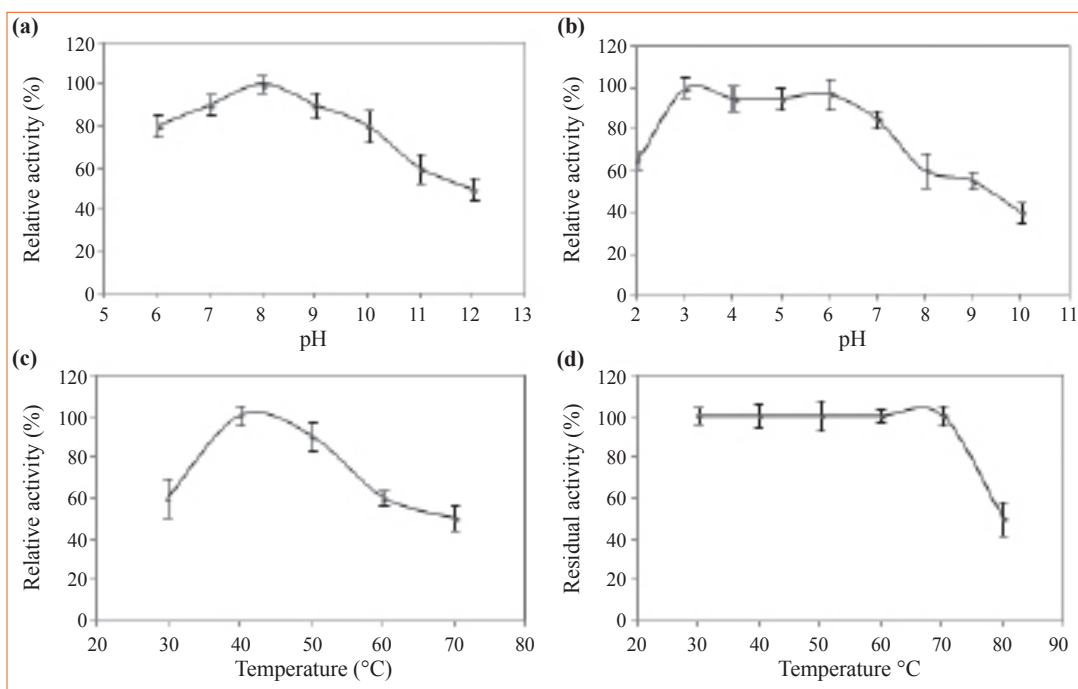 (a)
120
100
80
60
40
20
0
Relative activity (%)
5 6 7 8 9 10 11 12 13
pH
(b)
120
100
80
60
40
20
0
Relative activity (%)
2 3 4 5 6 7 8 9 10 11
pH
(c)
120
100
80
60
40
20
0
Relative activity (%)
20 30 40 50 60 70 80
Temperature (°C)
(d)
120
100
80
60
40
20
0
Residual activity (%)
20 30 40 50 60 70 80 90
Temperature °C